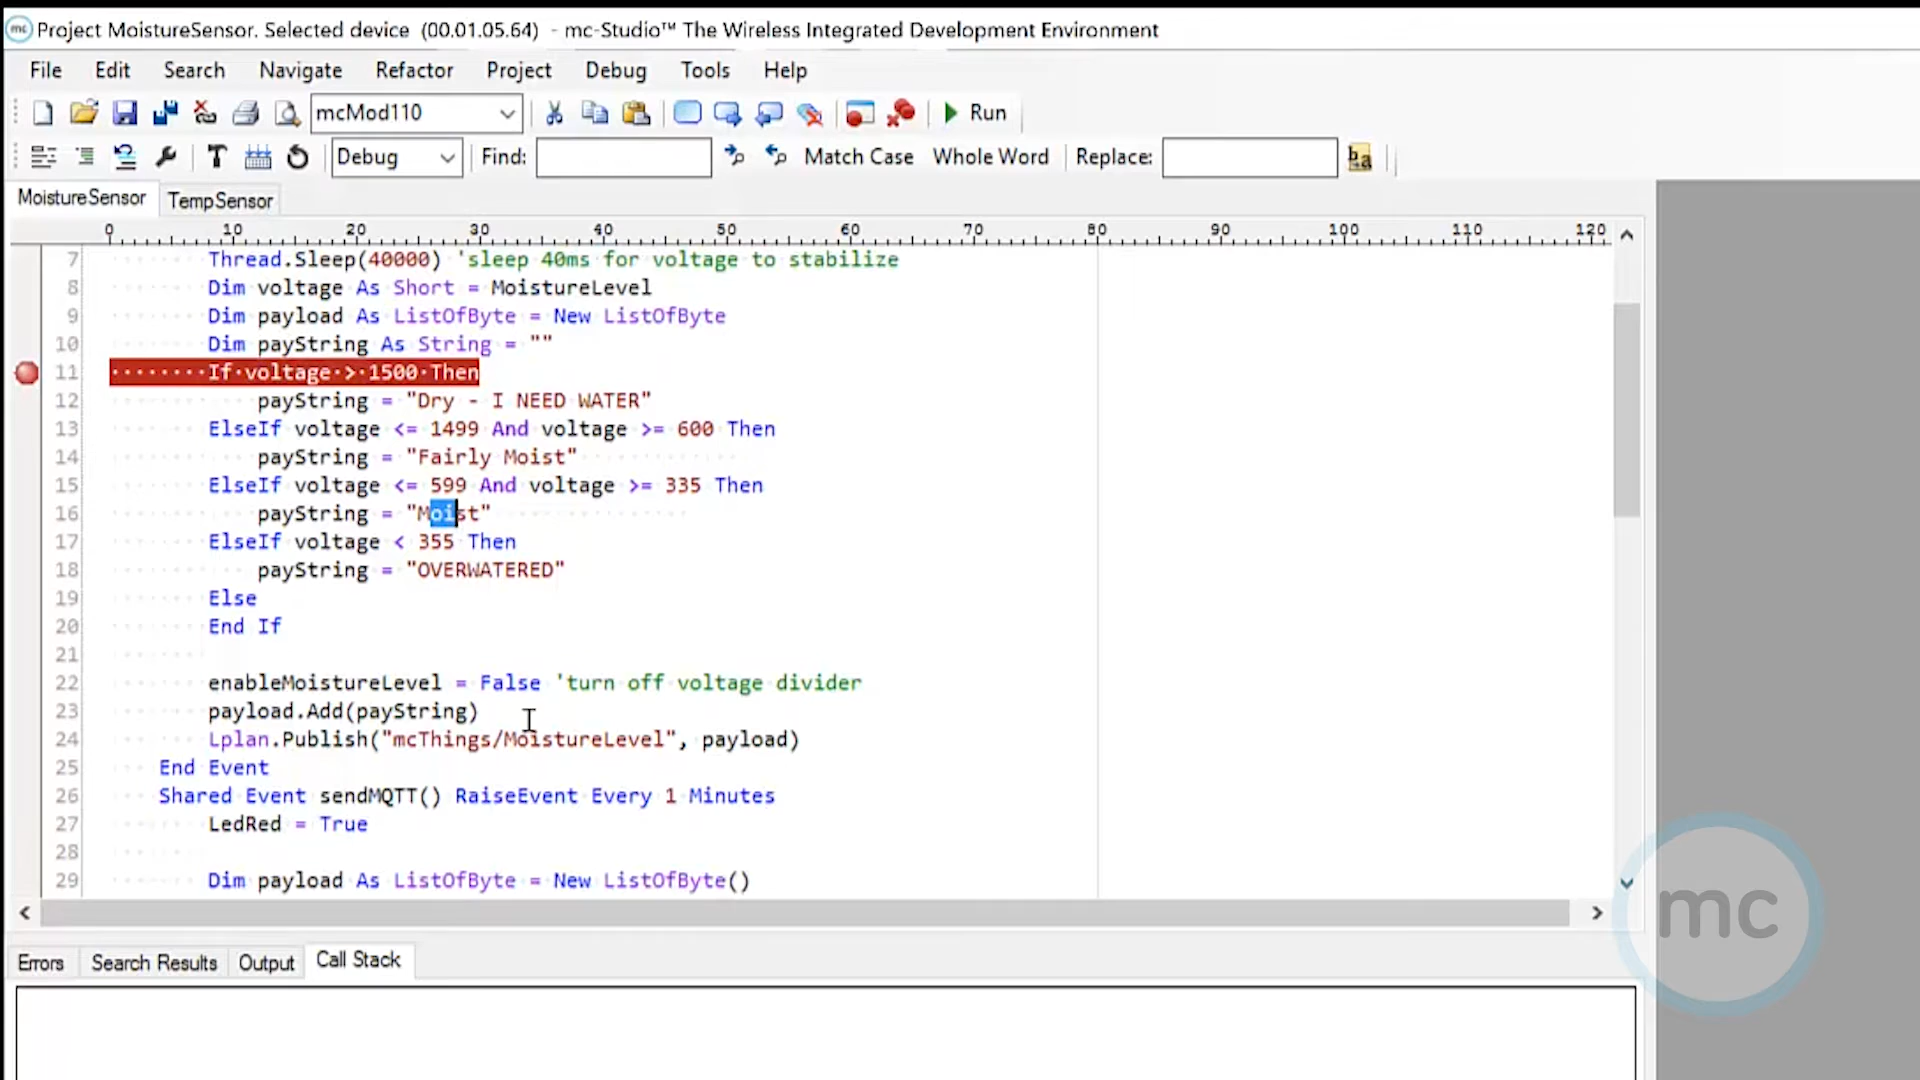 mc Project MoistureSensor. Selected device (00.01.05.64) - mc-Studio™ The Wireless Integrated Development Environment
File Edit Search Navigate Refactor Project Debug Tools Help
mcMod110 Run
Debug Find: Match Case Whole Word Replace:
MoistureSensor TempSensor
0 10 20 30 40 50 60 70 80 90 100 110 120
7 Thread.Sleep(40000) 'sleep 40ms for voltage to stabilize
8 Dim voltage As Short = MoistureLevel
9 Dim payload As ListOfByte = New ListOfByte
10 Dim payString As String = ""
11 If voltage > 1500 Then
12 payString = "Dry - I NEED WATER"
13 ElseIf voltage <= 1499 And voltage >= 600 Then
14 payString = "Fairly Moist"
15 ElseIf voltage <= 599 And voltage >= 335 Then
16 payString = "Moist"
17 ElseIf voltage < 355 Then
18 payString = "OVERWATERED"
19 Else
20 End If
21
22 enableMoistureLevel = False 'turn off voltage divider
23 payload.Add(payString)
24 Lplan.Publish("mcThings/MoistureLevel", payload)
25 End Event
26 Shared Event sendMQTT() RaiseEvent Every 1 Minutes
27 LedRed = True
28
29 Dim payload As ListOfByte = New ListOfByte()
mc
Errors Search Results Output Call Stack